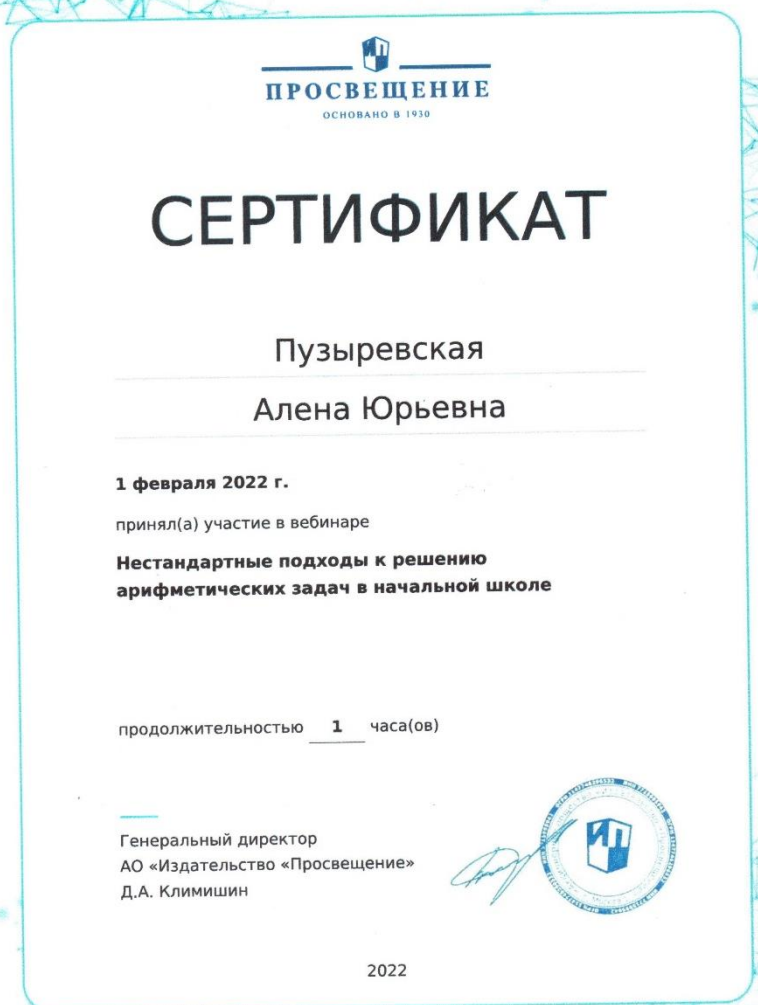 ПРОСВЕЩЕНИЕ
ОСНОВАНО В 1930
СЕРТИФИКАТ
Пузыревская
Алена Юрьевна
1 февраля 2022 г.
принял(а) участие в вебинаре
Нестандартные подходы к решению
арифметических задач в начальной школе
продолжительностью 1 часа(ов)
Генеральный директор
АО «Издательство «Просвещение»
Д.А. Климишин
ИП
2022